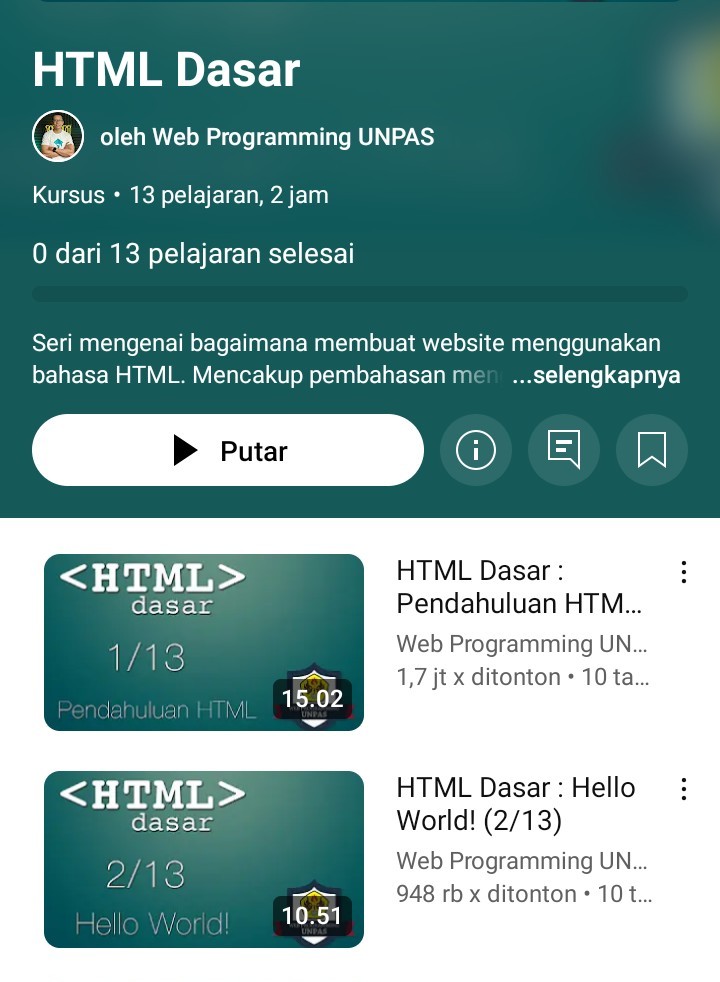 HTML Dasar
oleh Web Programming UNPAS
Kursus • 13 pelajaran, 2 jam
0 dari 13 pelajaran selesai
Seri mengenai bagaimana membuat website menggunakan
bahasa HTML. Mencakup pembahasan men ...selengkapnya
Putar
<HTML>
dasar
1/13
Pendahuluan HTML
15.02
UNPAS
HTML Dasar :
Pendahuluan HTM...
Web Programming UN...
1,7 jt x ditonton • 10 ta...
<HTML>
dasar
2/13
Hello World!
10.51
UNPAS
HTML Dasar : Hello
World! (2/13)
Web Programming UN...
948 rb x ditonton • 10 t...